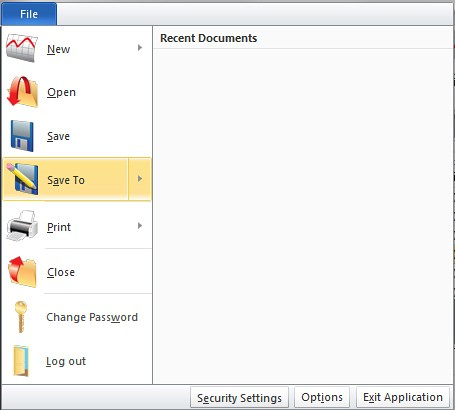 File
Recent Documents
New
Open
Save
Save To
Print
Close
Change Password
Log out
Security Settings
Options
Exit Application